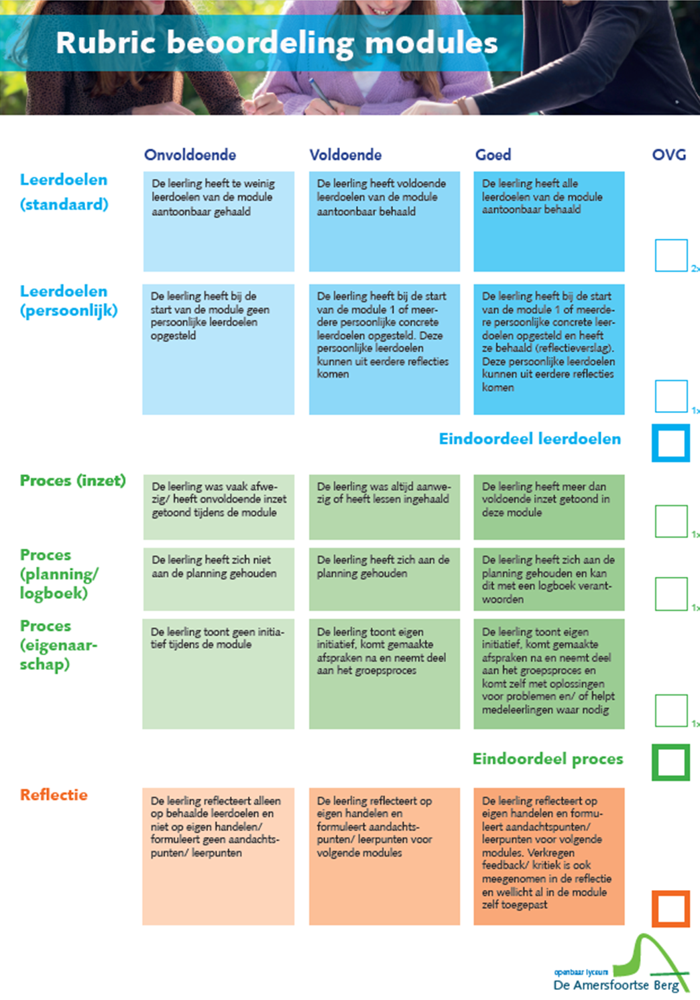 Rubric beoordeling modules
Onvoldoende
Voldoende
Goed
OVG
Leerdoelen
(standaard)
De leerling heeft te weinig
leerdoelen van de module
aantoonbaar gehaald
De leerling heeft voldoende
leerdoelen van de module
aantoonbaar behaald
De leerling heeft alle
leerdoelen van de module
aantoonbaar behaald
2x
Leerdoelen
(persoonlijk)
De leerling heeft bij de
start van de module geen
persoonlijke leerdoelen
opgesteld
De leerling heeft bij de start
van de module 1 of meer-
dere persoonlijke concrete
leerdoelen opgesteld. Deze
persoonlijke leerdoelen
kunnen uit eerdere reflecties
komen
De leerling heeft bij de start
van de module 1 of meerde-
re persoonlijke concrete leer-
doelen opgesteld en heeft
ze behaald (reflectieverslag).
Deze persoonlijke leerdoelen
kunnen uit eerdere reflecties
komen
1x
Eindoordeel leerdoelen
Proces (inzet)
De leerling was vaak afwe-
zig/ heeft onvoldoende inzet
getoond tijdens de module
De leerling was altijd aanwe-
zig of heeft lessen ingehaald
De leerling heeft meer dan
voldoende inzet getoond in
deze module
1x
Proces
(planning/
logboek)
De leerling heeft zich niet
aan de planning gehouden
De leerling heeft zich aan de
planning gehouden
De leerling heeft zich aan de
planning gehouden en kan
dit met een logboek verant-
woorden
1x
Proces
(eigenaar-
schap)
De leerling toont geen initia-
tief tijdens de module
De leerling toont eigen
initiatief, komt gemaakte
afspraken na en neemt deel
aan het groepsproces
De leerling toont eigen
initiatief, komt gemaakte
afspraken na en neemt deel
aan het groepsproces en
komt zelf met oplossingen
voor problemen en/ of helpt
medeleerlingen waar nodig
1x
Eindoordeel proces
Reflectie
De leerling reflecteert alleen
op behaalde leerdoelen en
niet op eigen handelen/
formuleert geen aandachts-
punten/ leerpunten
De leerling reflecteert op
eigen handelen en
formuleert aandachts-
punten/ leerpunten voor
volgende modules
De leerling reflecteert op
eigen handelen en formu-
leert aandachtspunten/
leerpunten voor volgende
modules. Verkregen
feedback/ kritiek is ook
meegenomen in de reflectie
en wellicht al in de module
zelf toegepast
openbaar lyceum
De Amersfoortse Berg